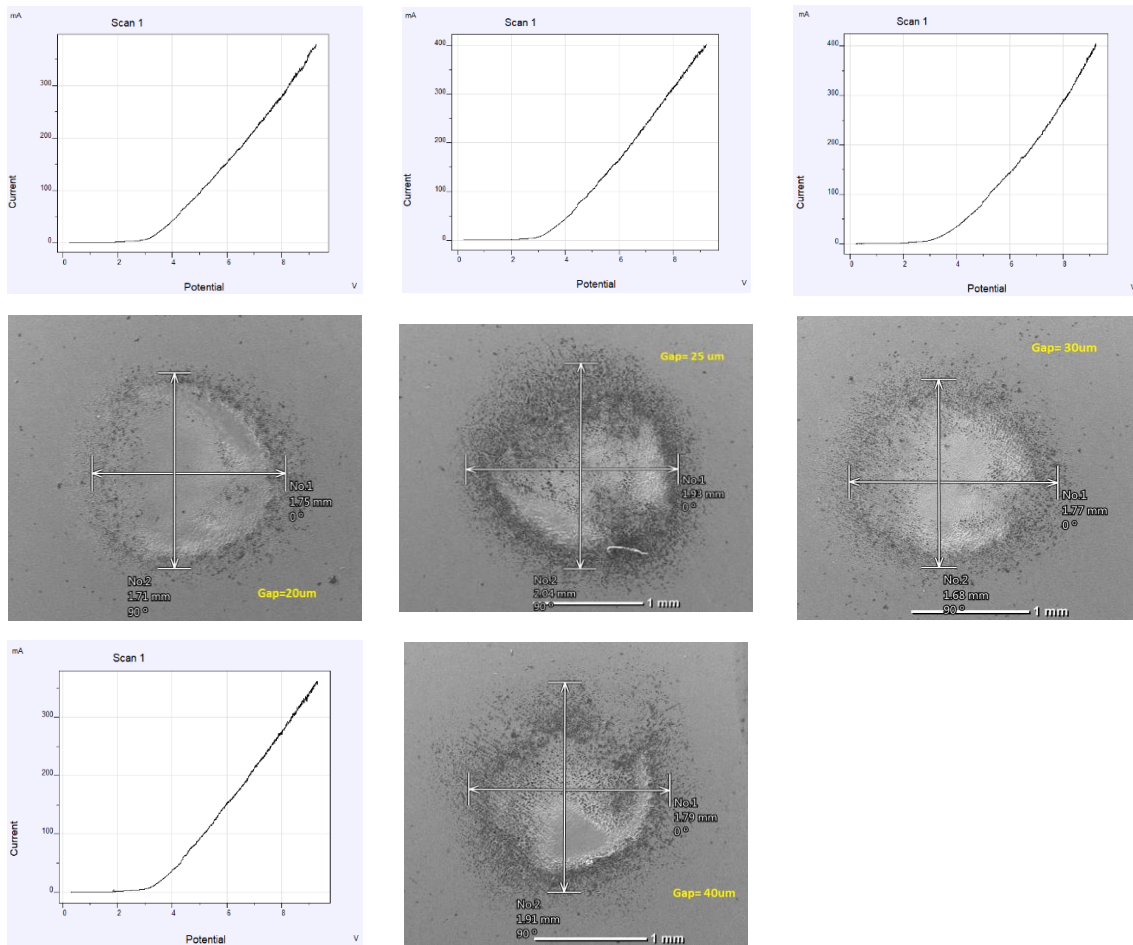 mA
Scan 1
300
200
100
0
Current
0 2 4 6 8
Potential V
mA
Scan 1
400
300
200
100
0
Current
0 2 4 6 8
Potential V
mA
Scan 1
400
300
200
100
0
Current
0 2 4 6 8
Potential V
No.1
1.75 mm
0 °
No.2
1.71 mm
90 °
Gap=20um
Gap= 25 um
No.1
1.93 mm
0 °
No.2
2.04 mm
90 °
1 mm
Gap= 30um
No.1
1.77 mm
0 °
No.2
1.68 mm
90 °
1 mm
mA
Scan 1
300
200
100
0
Current
0 2 4 6 8
Potential V
No.1
1.79 mm
0 °
No.2
1.91 mm
90 °
Gap= 40um
1 mm